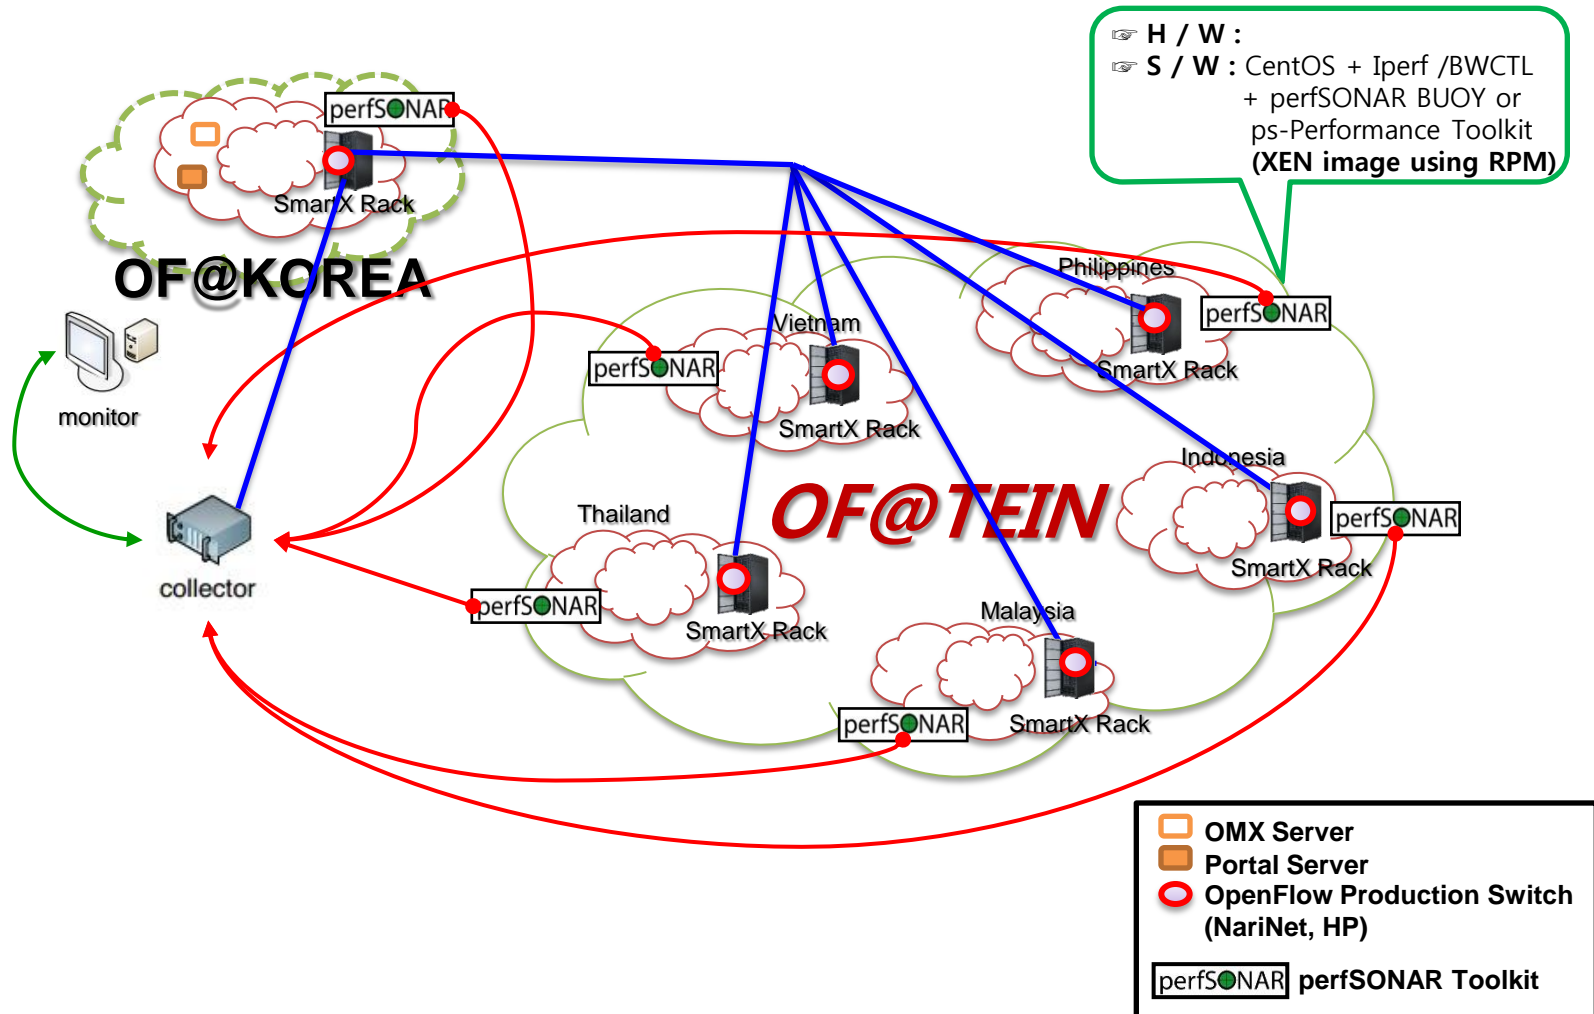 ☞ H / W :
☞ S / W : CentOS + Iperf /BWCTL
+ perfSONAR BUOY or
ps-Performance Toolkit
(XEN image using RPM)
perfSONAR
SmartX Rack
OF@KOREA
monitor
collector
Philippines
perfSONAR
SmartX Rack
Vietnam
perfSONAR
SmartX Rack
Indonesia
perfSONAR
SmartX Rack
OF@TEIN
Thailand
perfSONAR
SmartX Rack
Malaysia
perfSONAR
SmartX Rack
OMX Server
Portal Server
OpenFlow Production Switch
(NariNet, HP)
perfSONAR perfSONAR Toolkit